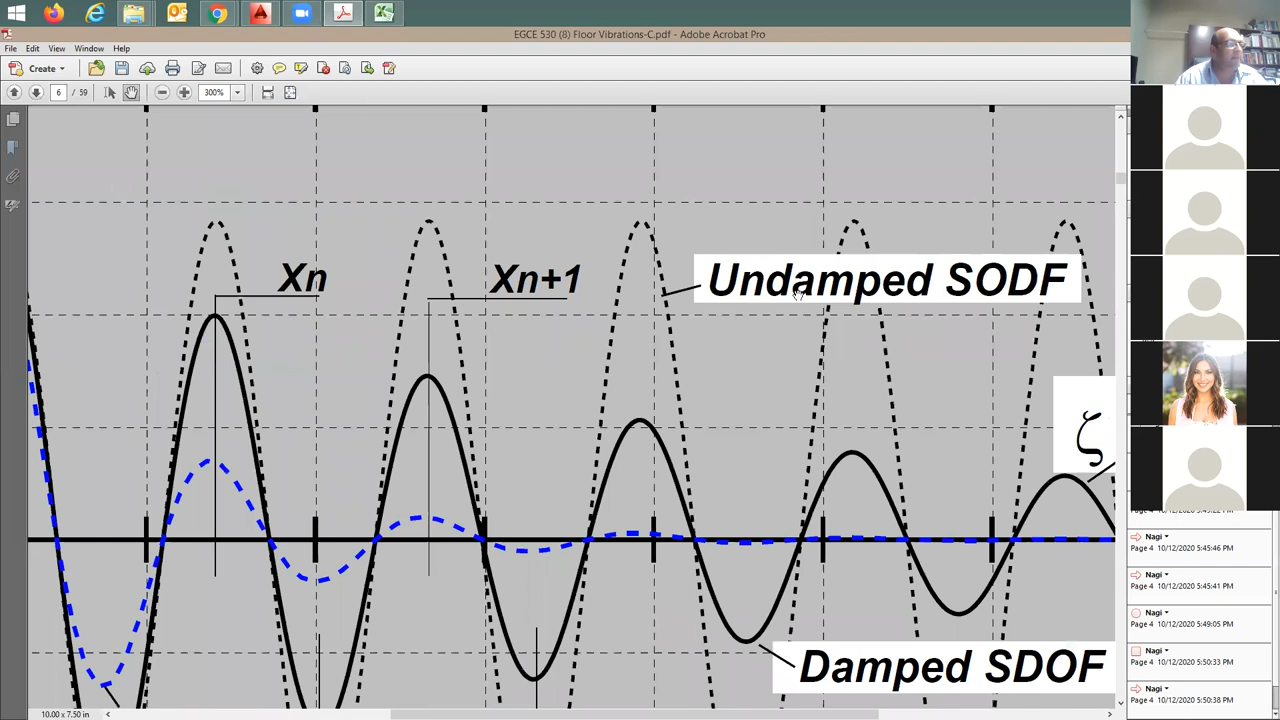 EGCE 530 (8) Floor Vibrations-C.pdf - Adobe Acrobat Pro
File Edit View Window Help
Create
6 / 59
300%
Xn
Xn+1
Undamped SODF
ζ
Damped SDOF
Nagi
Page 4 10/12/2020 5:45:46 PM
Nagi
Page 4 10/12/2020 5:45:41 PM
Nagi
Page 4 10/12/2020 5:49:05 PM
Nagi
Page 4 10/12/2020 5:50:33 PM
Nagi
Page 4 10/12/2020 5:50:38 PM
10.00 x 7.50 in